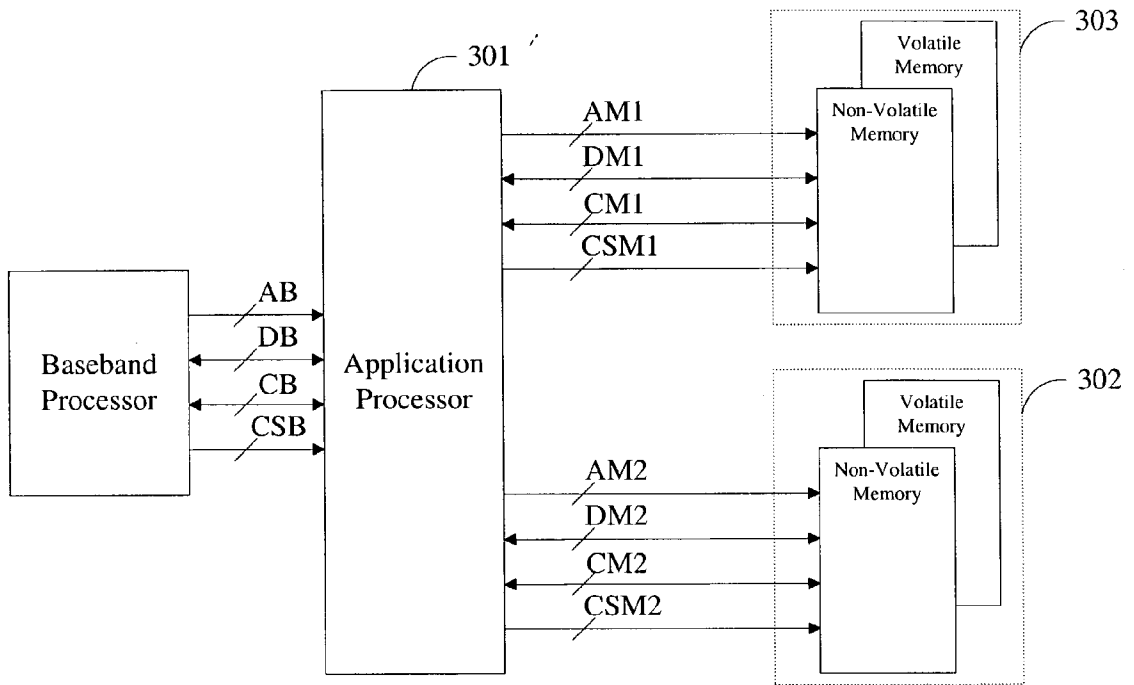 301
303
Volatile
Memory
Non-Volatile
Memory
AM1
DM1
CM1
CSM1
Baseband
Processor
AB
DB
CB
CSB
Application
Processor
302
Volatile
Memory
Non-Volatile
Memory
AM2
DM2
CM2
CSM2